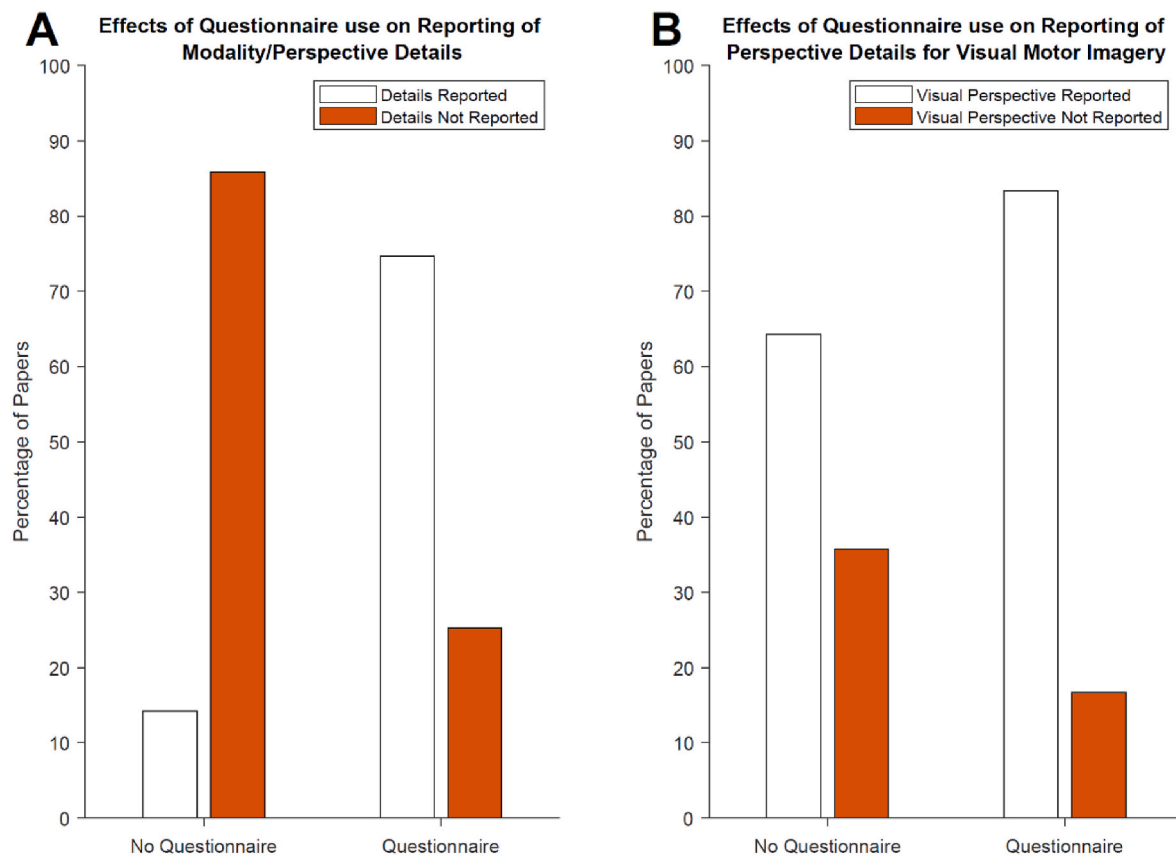 A
Effects of Questionnaire use on Reporting of
Modality/Perspective Details
Details Reported
Details Not Reported
Percentage of Papers
100
90
80
70
60
50
40
30
20
10
0
No Questionnaire
Questionnaire
B
Effects of Questionnaire use on Reporting of
Perspective Details for Visual Motor Imagery
Visual Perspective Reported
Visual Perspective Not Reported
Percentage of Papers
100
90
80
70
60
50
40
30
20
10
0
No Questionnaire
Questionnaire